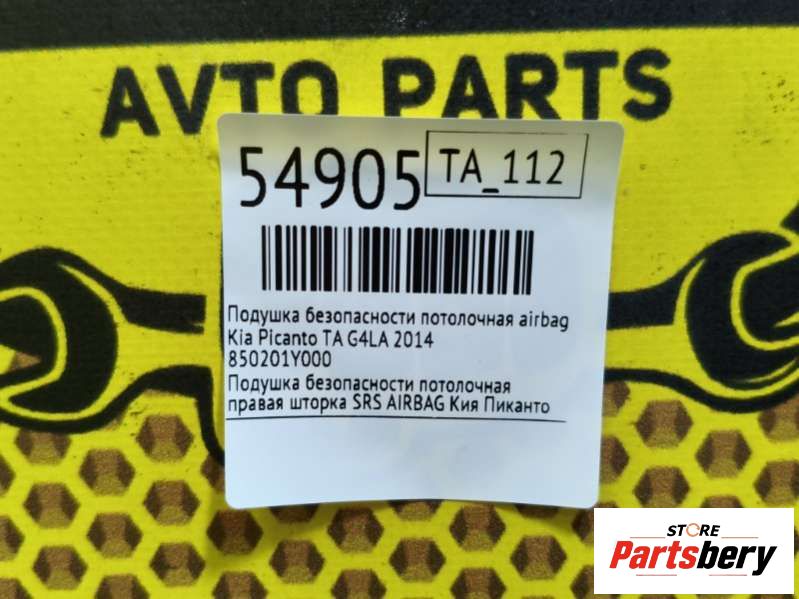 AVTO PARTS
54905
TA_112
Подушка безопасности потолочная airbag
Kia Picanto TA G4LA 2014
850201Y000
Подушка безопасности потолочная
правая шторка SRS AIRBAG Кия Пиканто
STORE
Partsbery